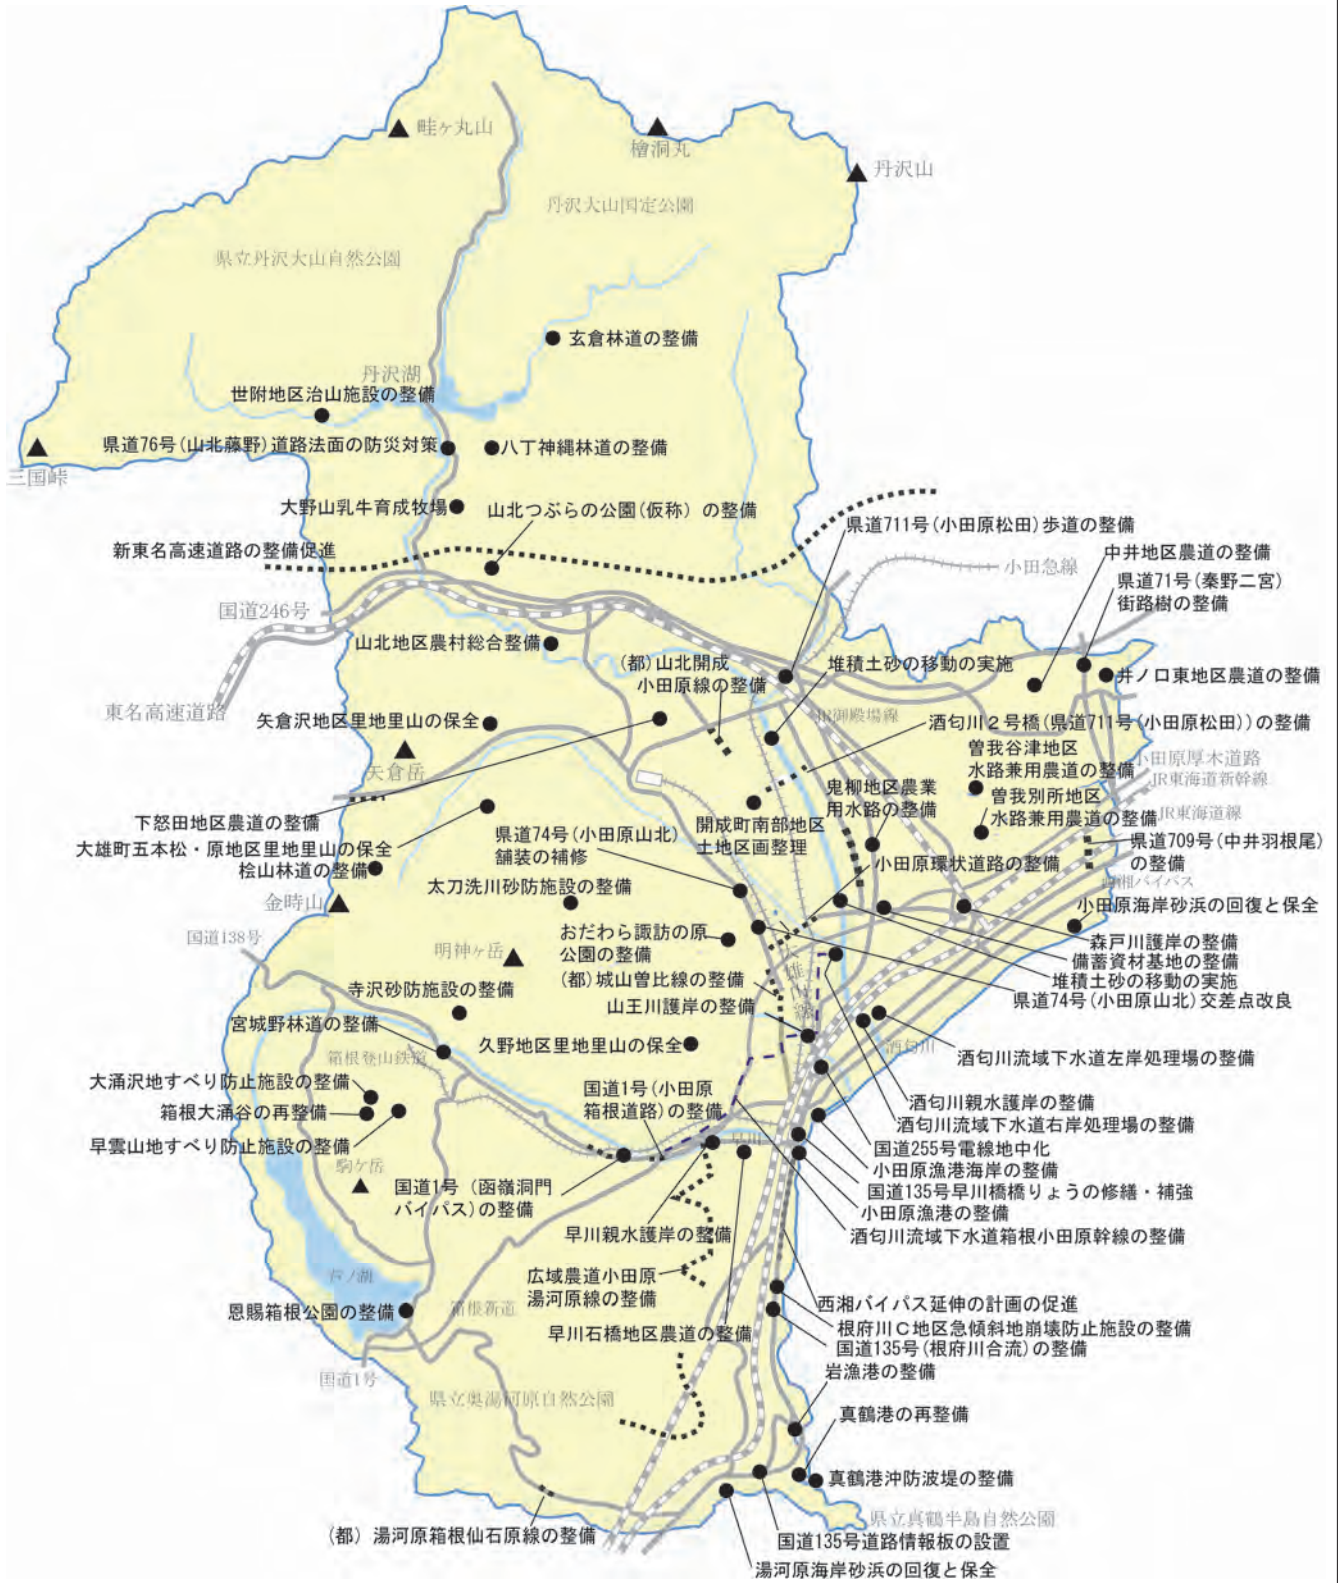 畦ヶ丸山
檜洞丸
丹沢山
丹沢大山国定公園
県立丹沢大山自然公園
玄倉林道の整備
丹沢湖
世附地区治山施設の整備
県道76号(山北藤野)道路法面の防災対策
八丁神縄林道の整備
三国峠
大野山乳牛育成牧場
山北つぶらの公園(仮称)の整備
県道711号(小田原松田)歩道の整備
新東名高速道路の整備促進
小田急線
中井地区農道の整備
県道71号(秦野二宮)
街路樹の整備
国道246号
山北地区農村総合整備
(都)山北開成
小田原線の整備
堆積土砂の移動の実施
井ノ口東地区農道の整備
東名高速道路
矢倉沢地区里地里山の保全
JR御殿場線
酒匂川2号橋(県道711号(小田原松田))の整備
曽我谷津地区
水路兼用農道の整備
小田原厚木道路
JR東海道新幹線
矢倉岳
鬼柳地区農業
用水路の整備
曽我別所地区
水路兼用農道の整備
JR東海道線
下怒田地区農道の整備
開成町南部地区
土地区画整理
県道74号(小田原山北)
舗装の補修
県道709号(中井羽根尾)
の整備
大雄町五本松・原地区里地里山の保全
桧山林道の整備
小田原環状道路の整備
西湘バイパス
太刀洗川砂防施設の整備
金時山
小田原海岸砂浜の回復と保全
国道138号
明神ヶ岳
おだわら諏訪の原
公園の整備
大雄山線
森戸川護岸の整備
備蓄資材基地の整備
堆積土砂の移動の実施
県道74号(小田原山北)交差点改良
(都)城山曽比線の整備
寺沢砂防施設の整備
山王川護岸の整備
宮城野林道の整備
久野地区里地里山の保全
酒匂川
酒匂川流域下水道左岸処理場の整備
箱根登山鉄道
大涌沢地すべり防止施設の整備
国道1号(小田原
箱根道路)の整備
酒匂川親水護岸の整備
箱根大涌谷の再整備
酒匂川流域下水道右岸処理場の整備
早雲山地すべり防止施設の整備
国道255号電線地中化
小田原漁港海岸の整備
駒ケ岳
国道1号(函嶺洞門
バイパス)の整備
国道135号早川橋橋りょうの修繕・補強
小田原漁港の整備
早川親水護岸の整備
酒匂川流域下水道箱根小田原幹線の整備
芦ノ湖
広域農道小田原
湯河原線の整備
西湘バイパス延伸の計画の促進
恩賜箱根公園の整備
箱根新道
早川石橋地区農道の整備
根府川C地区急傾斜地崩壊防止施設の整備
国道135号(根府川合流)の整備
国道1号
岩漁港の整備
県立奥湯河原自然公園
真鶴港の再整備
真鶴港沖防波堤の整備
県立真鶴半島自然公園
(都)湯河原箱根仙石原線の整備
国道135号道路情報板の設置
湯河原海岸砂浜の回復と保全